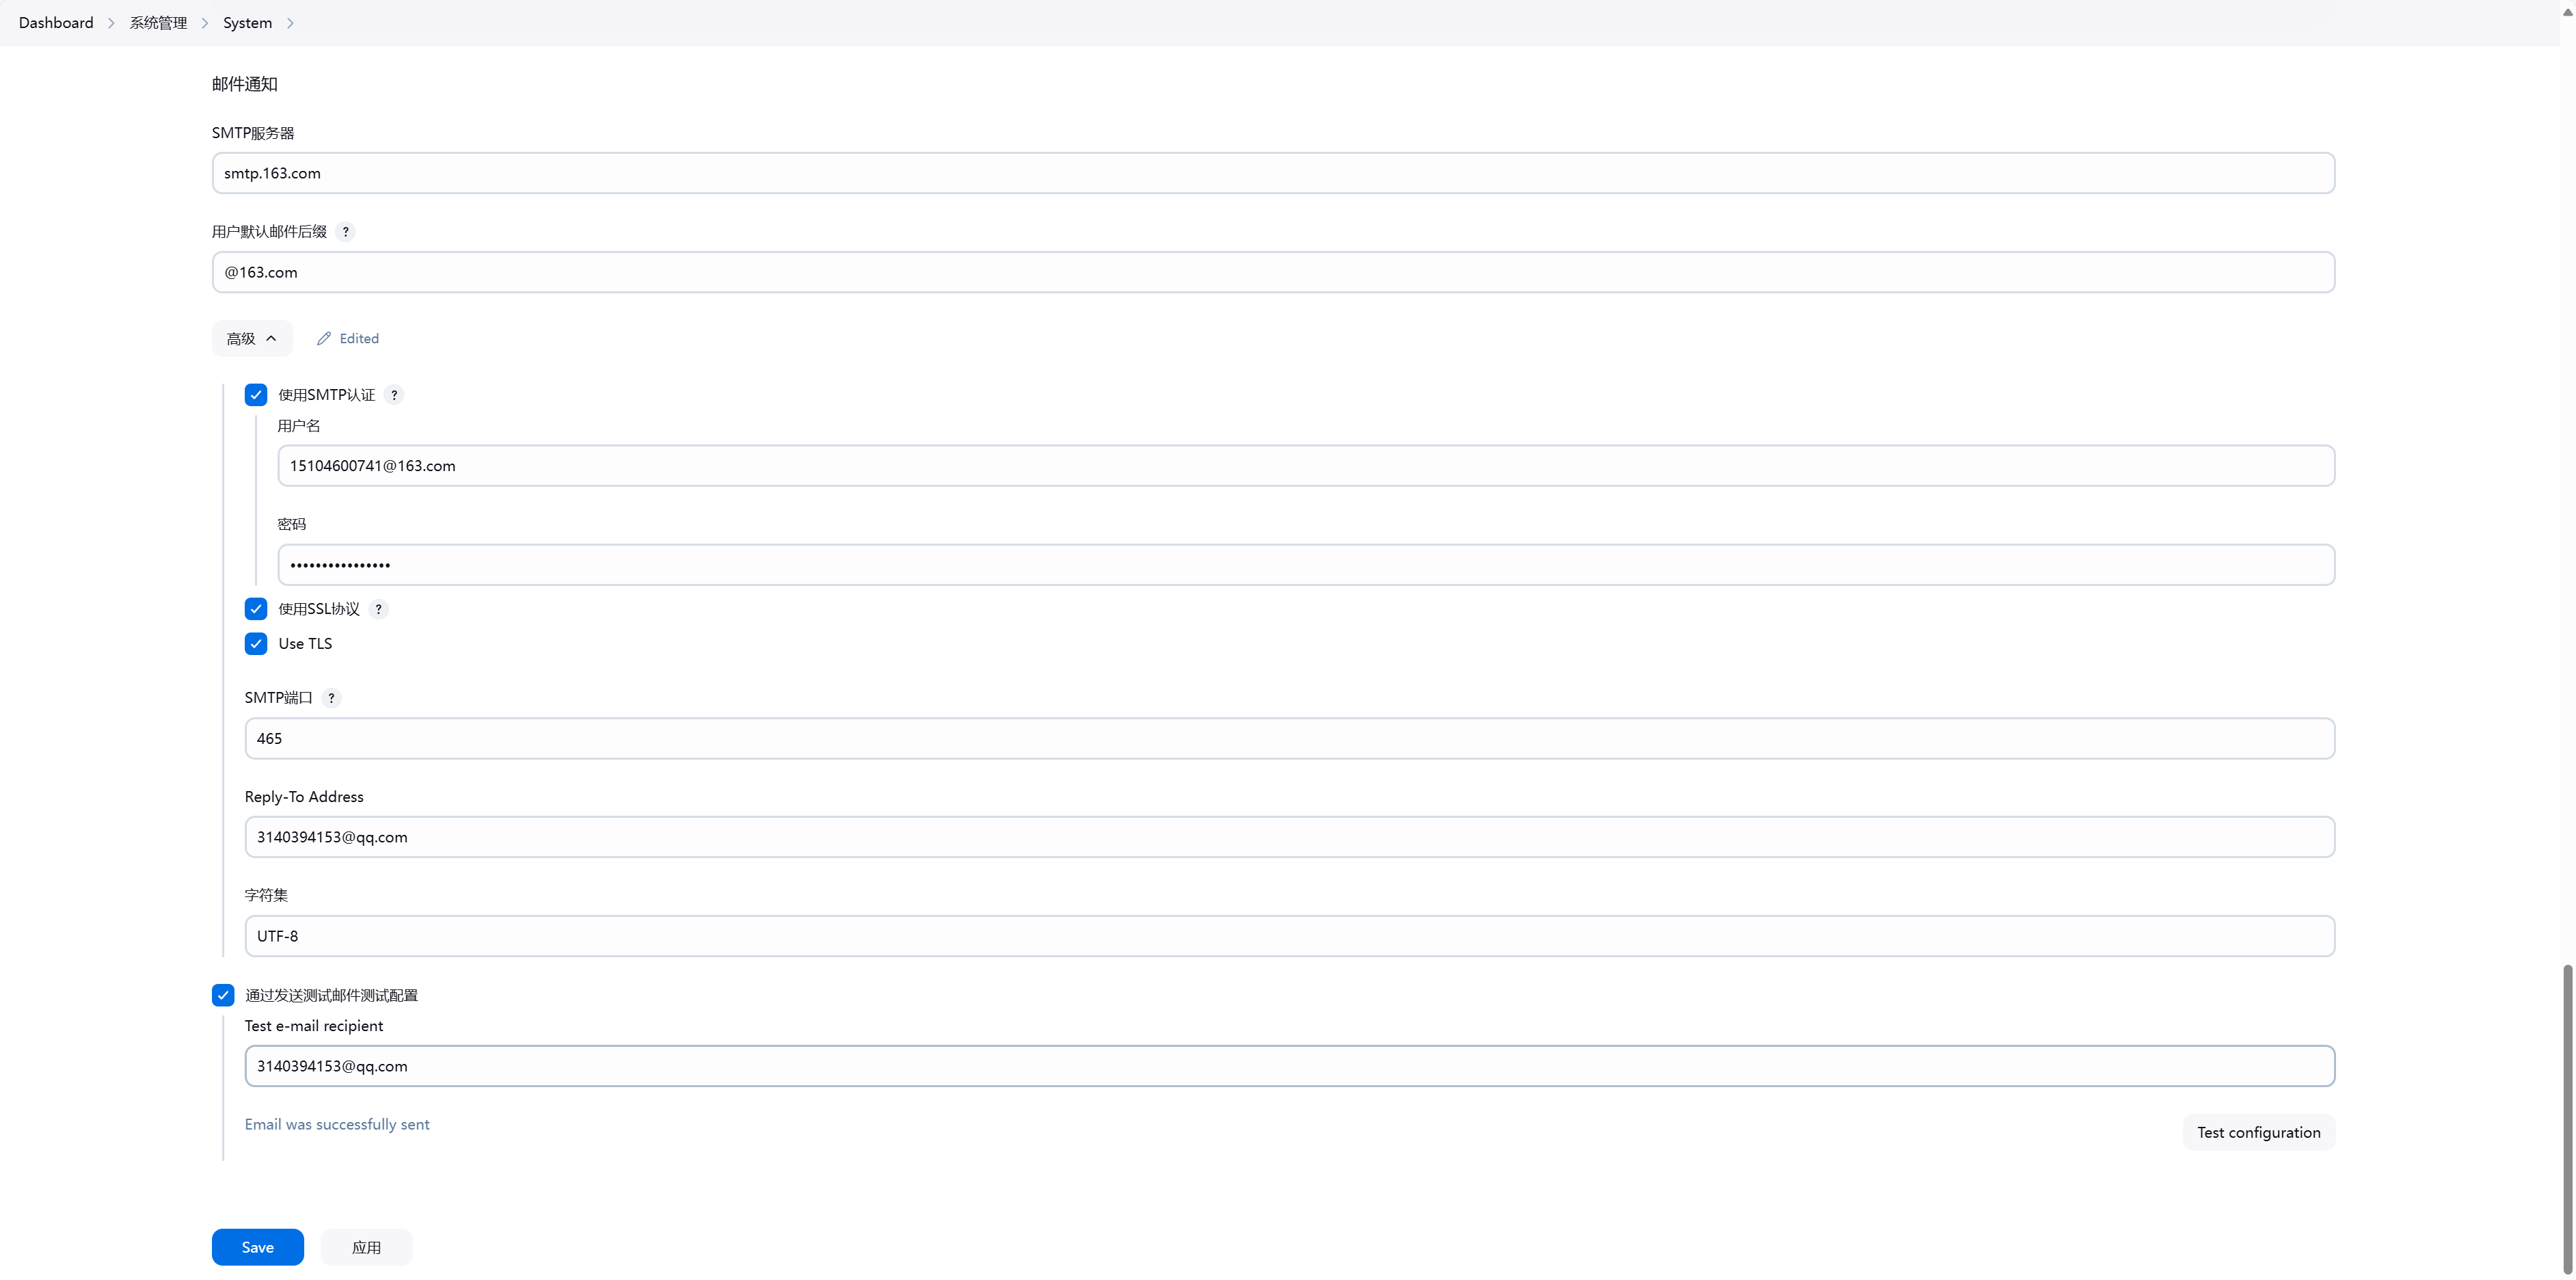 Dashboard > 系统管理 > System >
邮件通知
SMTP服务器
smtp.163.com
用户默认邮件后缀 ?
@163.com
高级 Edited
使用SMTP认证 ?
用户名
15104600741@163.com
密码
••••••••••••••••
使用SSL协议 ?
Use TLS
SMTP端口 ?
465
Reply-To Address
3140394153@qq.com
字符集
UTF-8
通过发送测试邮件测试配置
Test e-mail recipient
3140394153@qq.com
Email was successfully sent
Test configuration
Save 应用